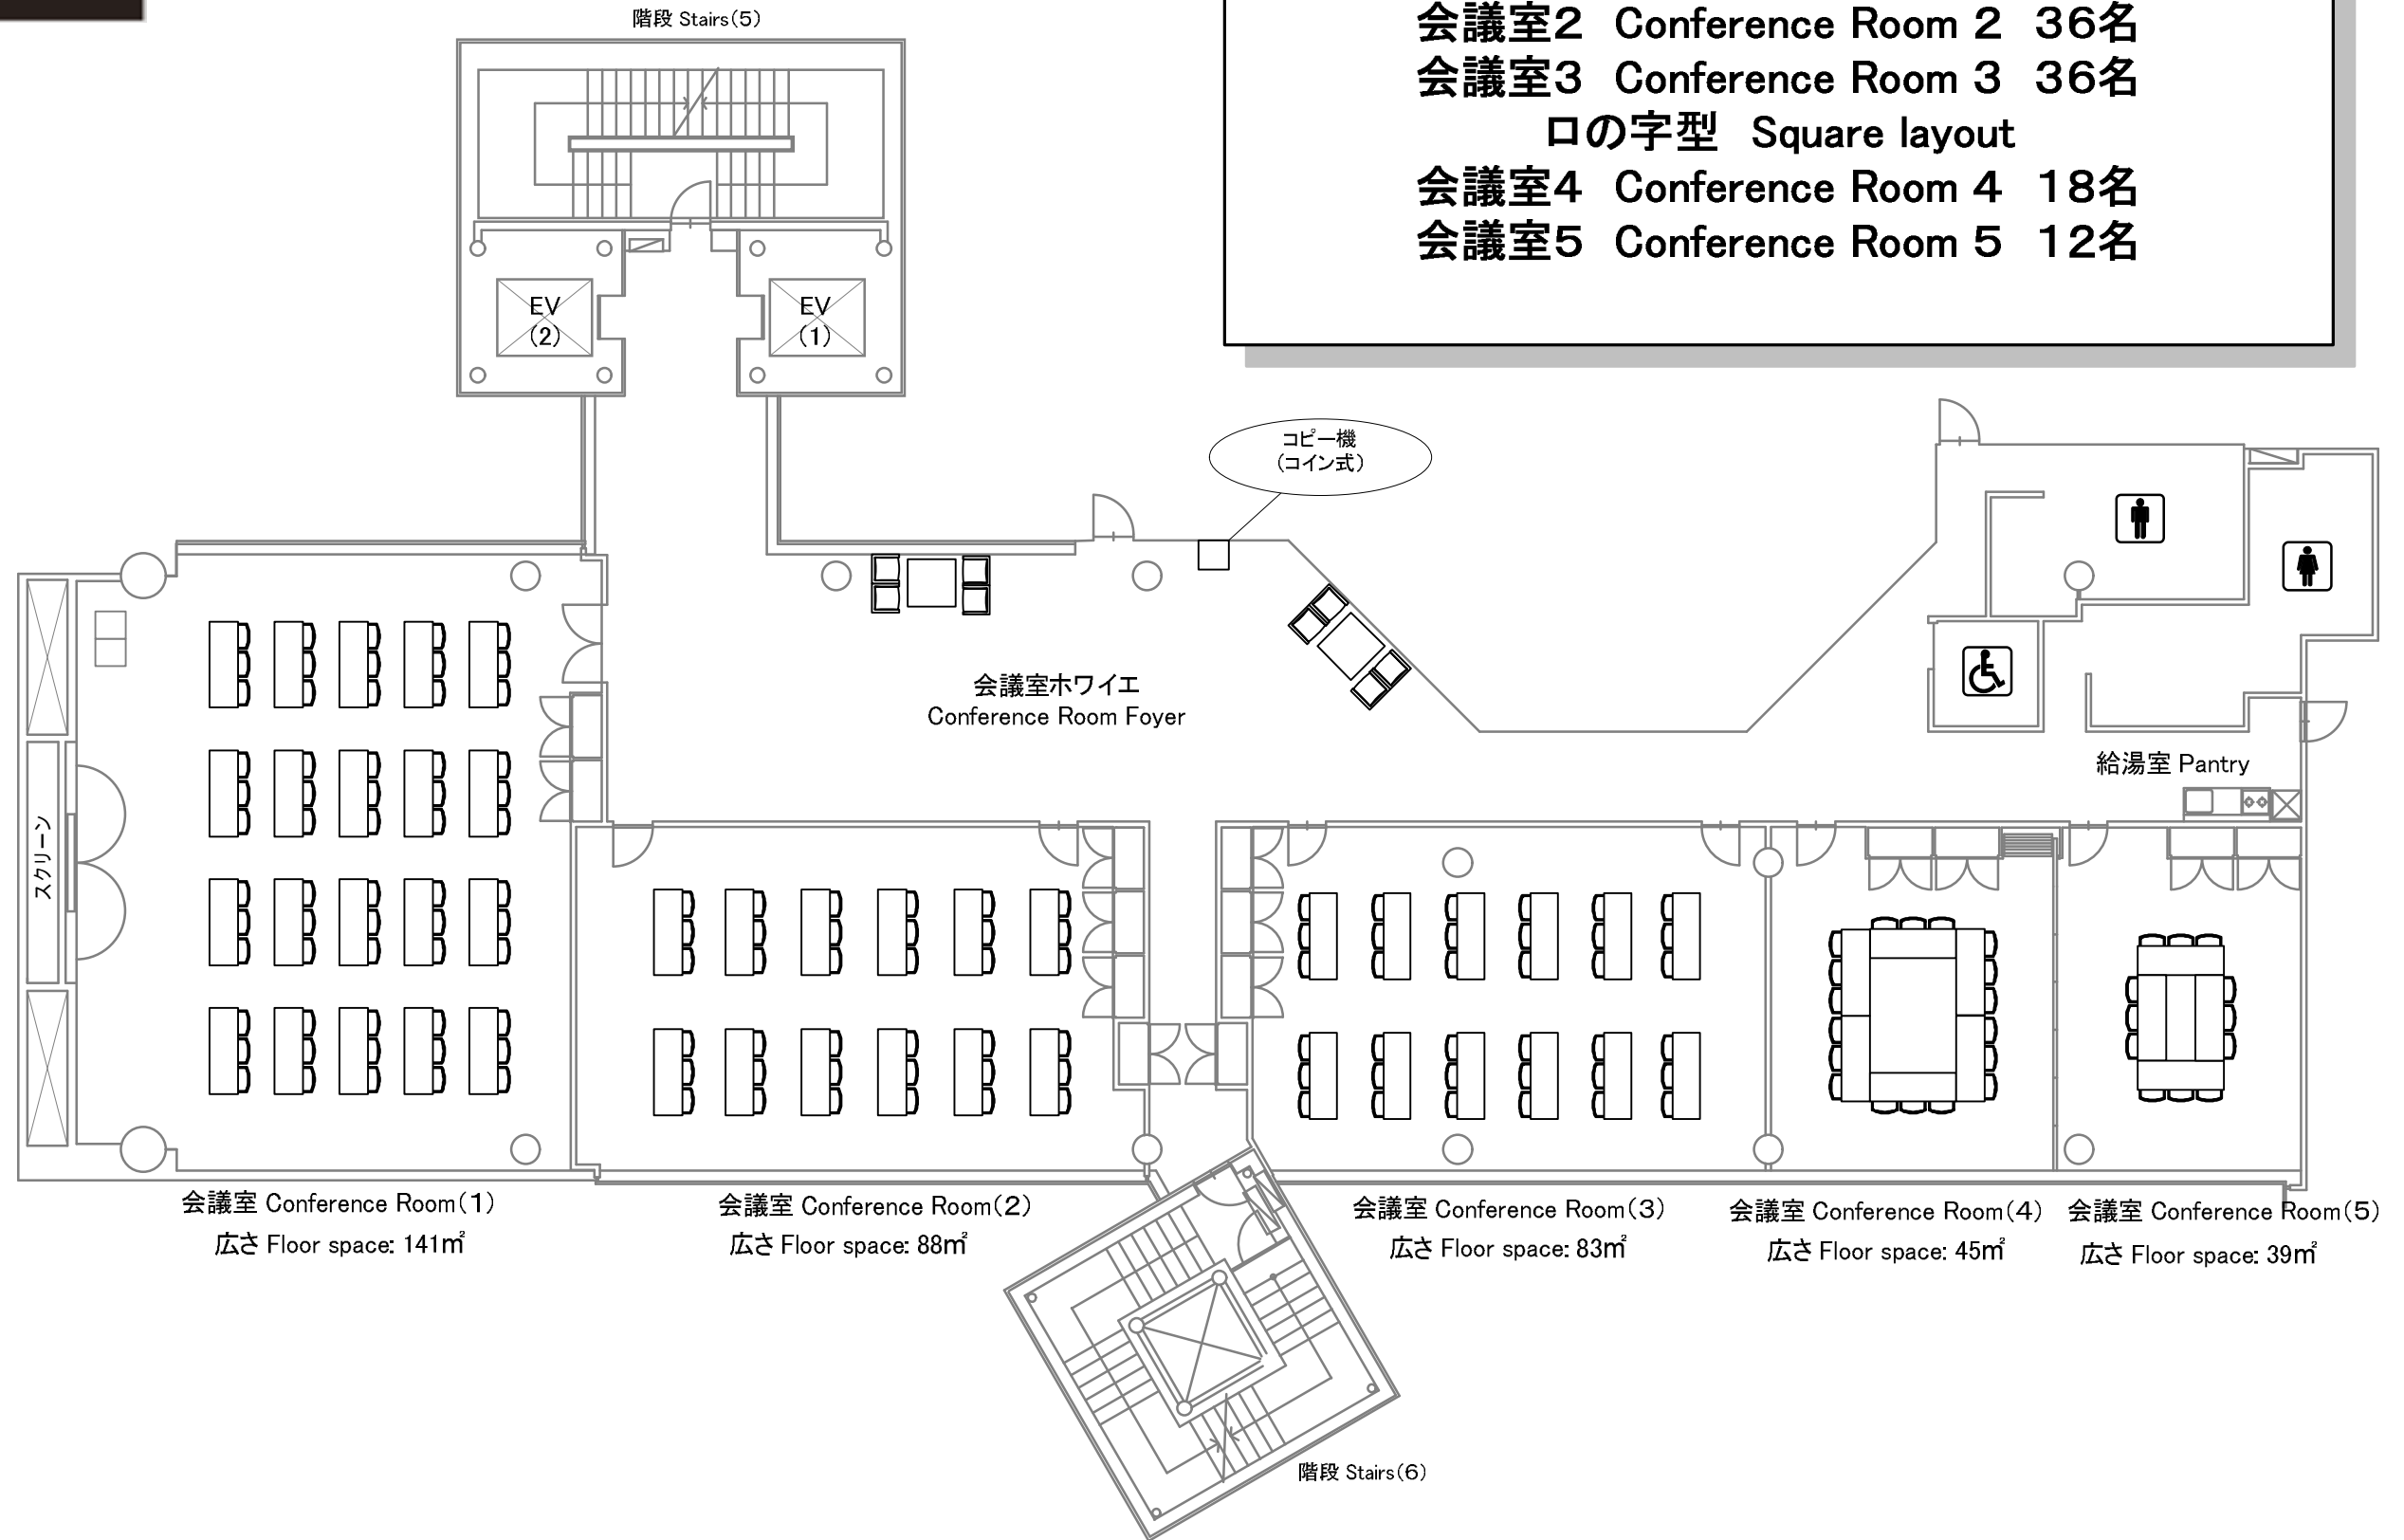 階段 Stairs(5)
会議室2 Conference Room 2 36名
会議室3 Conference Room 3 36名
ロの字型 Square layout
会議室4 Conference Room 4 18名
会議室5 Conference Room 5 12名
EV
(2)
EV
(1)
コピー機
(コイン式)
会議室ホワイエ
Conference Room Foyer
給湯室 Pantry
スクリーン
会議室 Conference Room(1)
広さ Floor space: 141㎡
会議室 Conference Room(2)
広さ Floor space: 88㎡
会議室 Conference Room(3)
広さ Floor space: 83㎡
会議室 Conference Room(4)
広さ Floor space: 45㎡
会議室 Conference Room(5)
広さ Floor space: 39㎡
階段 Stairs(6)